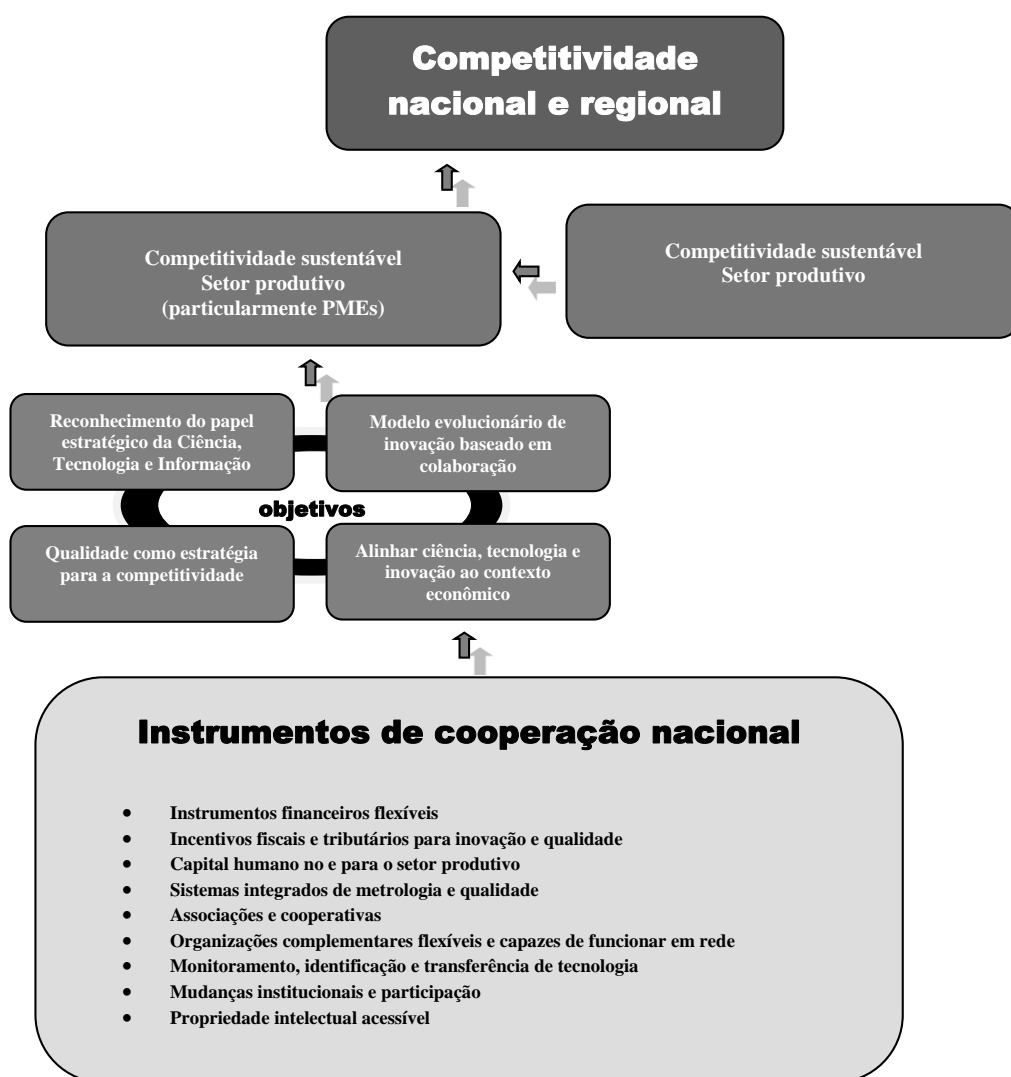 Competitividade
nacional e regional
Competitividade sustentável
Setor produtivo
(particularmente PMEs)
Competitividade sustentável
Setor produtivo
Reconhecimento do papel
estratégico da Ciência,
Tecnologia e Informação
Modelo evolucionário de
inovação baseado em
colaboração
objetivos
Qualidade como estratégia
para a competitividade
Alinhar ciência, tecnologia e
inovação ao contexto
econômico
Instrumentos de cooperação nacional
• Instrumentos financeiros flexíveis
• Incentivos fiscais e tributários para inovação e qualidade
• Capital humano no e para o setor produtivo
• Sistemas integrados de metrologia e qualidade
• Associações e cooperativas
• Organizações complementares flexíveis e capazes de funcionar em rede
• Monitoramento, identificação e transferência de tecnologia
• Mudanças institucionais e participação
• Propriedade intelectual acessível